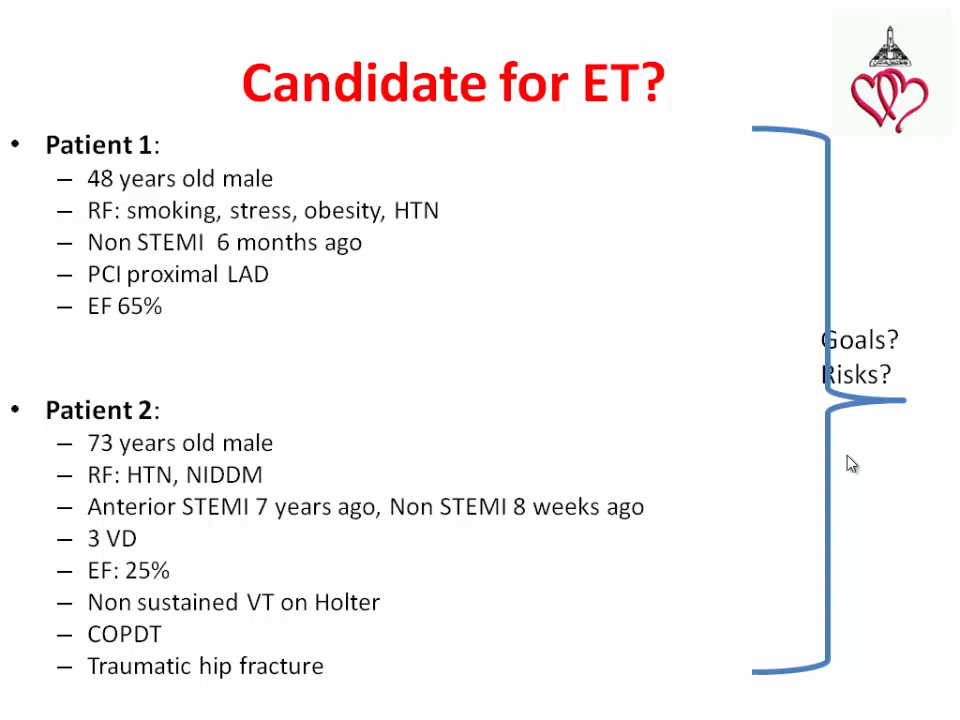 Candidate for ET?
• Patient 1:
– 48 years old male
– RF: smoking, stress, obesity, HTN
– Non STEMI 6 months ago
– PCI proximal LAD
– EF 65%
Goals?
Risks?
• Patient 2:
– 73 years old male
– RF: HTN, NIDDM
– Anterior STEMI 7 years ago, Non STEMI 8 weeks ago
– 3 VD
– EF: 25%
– Non sustained VT on Holter
– COPDT
– Traumatic hip fracture